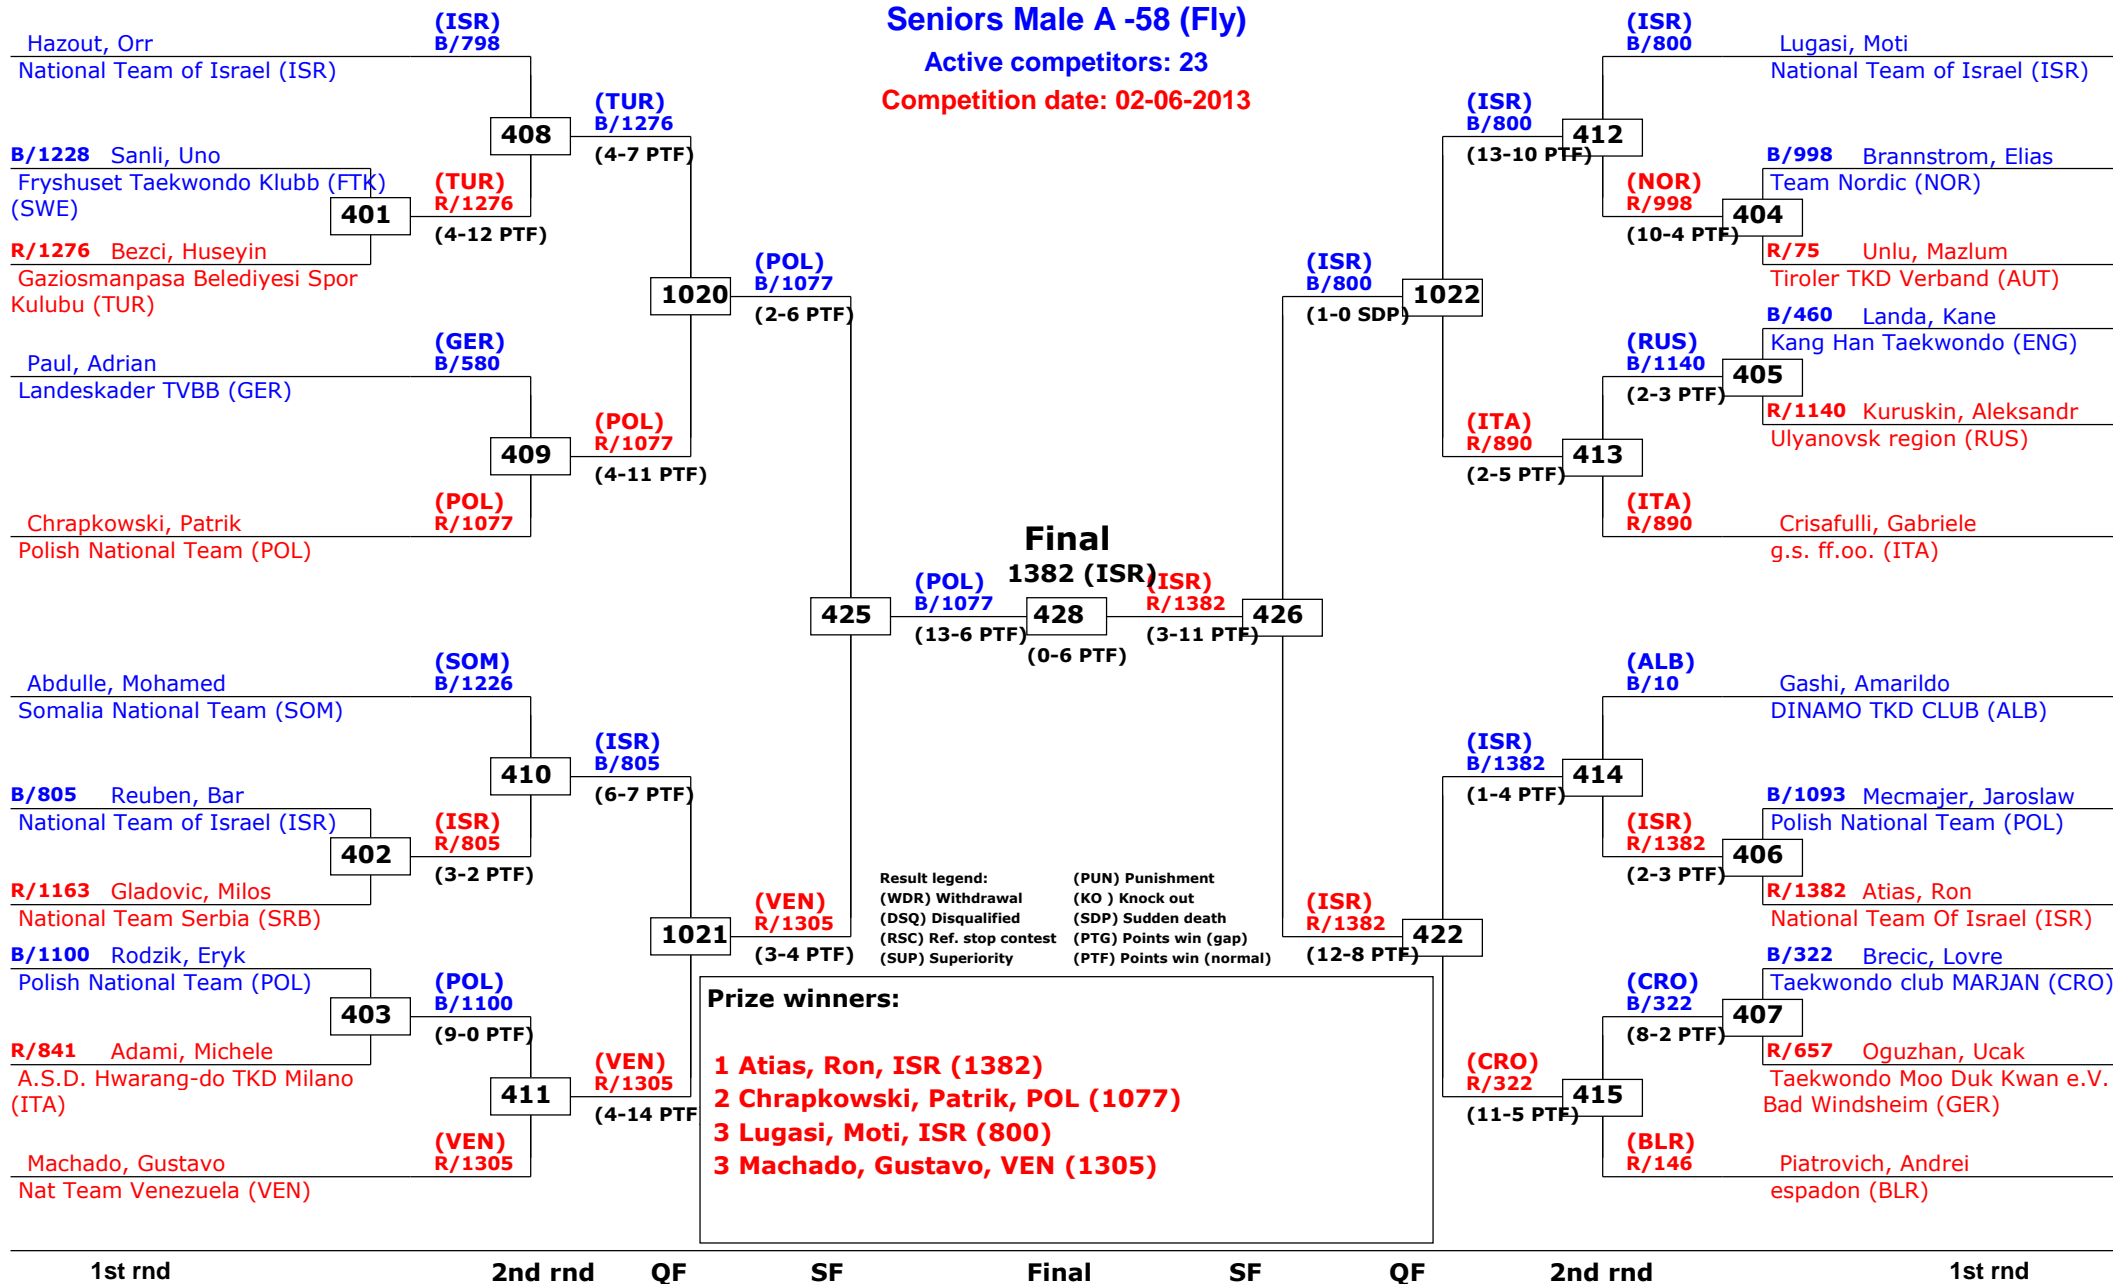 Seniors Male A -58 (Fly)
Active competitors: 23
Competition date: 02-06-2013
Hazout, Orr
National Team of Israel (ISR)
(ISR)
B/798
B/1228 Sanli, Uno
Fryshuset Taekwondo Klubb (FTK)
(SWE)
401
R/1276 Bezci, Huseyin
Gaziosmanpasa Belediyesi Spor
Kulubu (TUR)
(TUR)
R/1276
(4-12 PTF)
408
(TUR)
B/1276
(4-7 PTF)
Paul, Adrian
Landeskader TVBB (GER)
(GER)
B/580
409
Chrapkowski, Patrik
Polish National Team (POL)
(POL)
R/1077
(POL)
R/1077
(4-11 PTF)
1020
(POL)
B/1077
(2-6 PTF)
Abdulle, Mohamed
Somalia National Team (SOM)
(SOM)
B/1226
B/805 Reuben, Bar
National Team of Israel (ISR)
402
R/1163 Gladovic, Milos
National Team Serbia (SRB)
(ISR)
R/805
(3-2 PTF)
410
(ISR)
B/805
(6-7 PTF)
B/1100 Rodzik, Eryk
Polish National Team (POL)
403
R/841 Adami, Michele
A.S.D. Hwarang-do TKD Milano
(ITA)
(POL)
B/1100
(9-0 PTF)
411
Machado, Gustavo
Nat Team Venezuela (VEN)
(VEN)
R/1305
(VEN)
R/1305
(4-14 PTF
1021
(VEN)
R/1305
(3-4 PTF)
425
(POL)
B/1077
(13-6 PTF)
Final
1382 (ISR)
428
(0-6 PTF)
(ISR)
R/1382
(3-11 PTF)
426
(ISR)
B/800
Lugasi, Moti
National Team of Israel (ISR)
(ISR)
B/800
(13-10 PTF)
412
B/998 Brannstrom, Elias
Team Nordic (NOR)
(NOR)
R/998
(10-4 PTF)
404
R/75 Unlu, Mazlum
Tiroler TKD Verband (AUT)
(ISR)
B/800
(1-0 SDP)
1022
B/460 Landa, Kane
Kang Han Taekwondo (ENG)
(RUS)
B/1140
(2-3 PTF)
405
R/1140 Kuruskin, Aleksandr
Ulyanovsk region (RUS)
(ITA)
R/890
(2-5 PTF)
413
(ITA)
R/890
Crisafulli, Gabriele
g.s. ff.oo. (ITA)
(ALB)
B/10
Gashi, Amarildo
DINAMO TKD CLUB (ALB)
(ISR)
B/1382
(1-4 PTF)
414
B/1093 Mecmajer, Jaroslaw
Polish National Team (POL)
(ISR)
R/1382
(2-3 PTF)
406
R/1382 Atias, Ron
National Team Of Israel (ISR)
(ISR)
R/1382
(12-8 PTF)
422
B/322 Brecic, Lovre
Taekwondo club MARJAN (CRO)
(CRO)
B/322
(8-2 PTF)
407
R/657 Oguzhan, Ucak
Taekwondo Moo Duk Kwan e.V.
Bad Windsheim (GER)
(CRO)
R/322
(11-5 PTF)
415
(BLR)
R/146
Piatrovich, Andrei
espadon (BLR)
Result legend:
(WDR) Withdrawal
(DSQ) Disqualified
(RSC) Ref. stop contest
(SUP) Superiority
(PUN) Punishment
(KO ) Knock out
(SDP) Sudden death
(PTG) Points win (gap)
(PTF) Points win (normal)
Prize winners:
1 Atias, Ron, ISR (1382)
2 Chrapkowski, Patrik, POL (1077)
3 Lugasi, Moti, ISR (800)
3 Machado, Gustavo, VEN (1305)
1st rnd 2nd rnd QF SF Final SF QF 2nd rnd 1st rnd